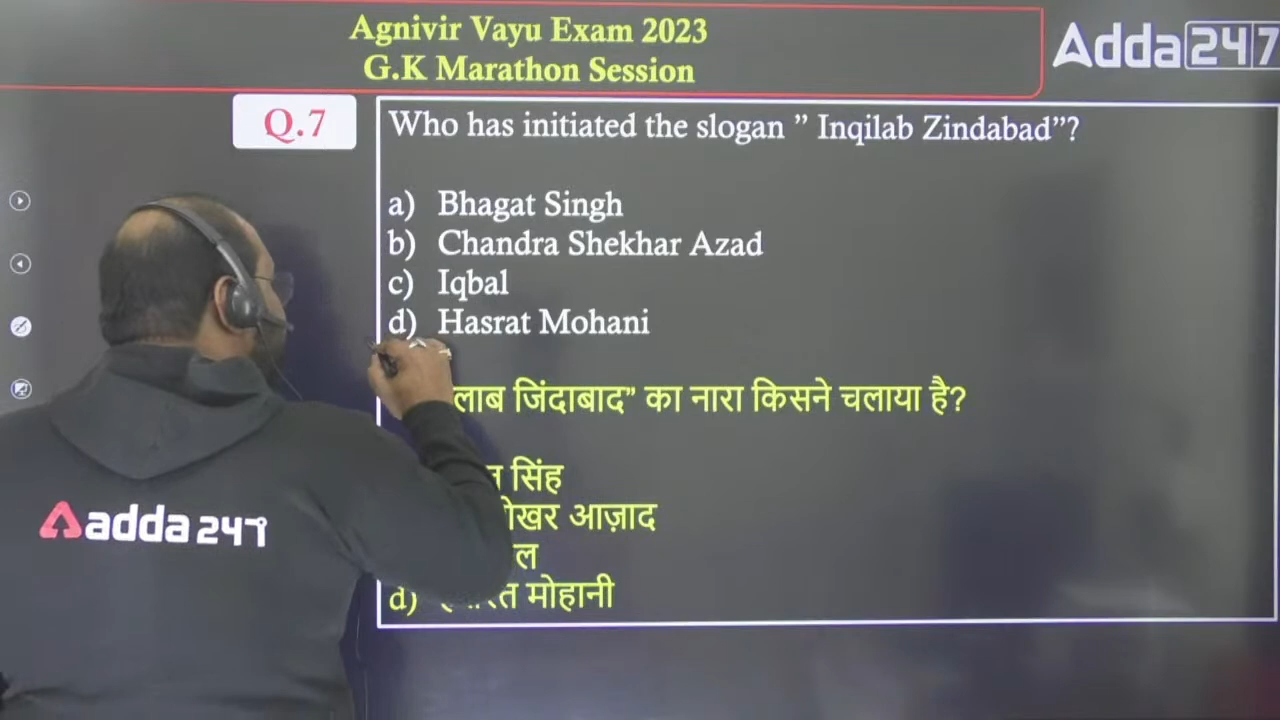 Agnivir Vayu Exam 2023
G.K Marathon Session
Adda247
Q.7
Who has initiated the slogan ” Inqilab Zindabad”?
a) Bhagat Singh
b) Chandra Shekhar Azad
c) Iqbal
d) Hasrat Mohani
जिंदाबाद” का नारा किसने चलाया है?
सिंह
आज़ाद
d) मोहानी
adda247